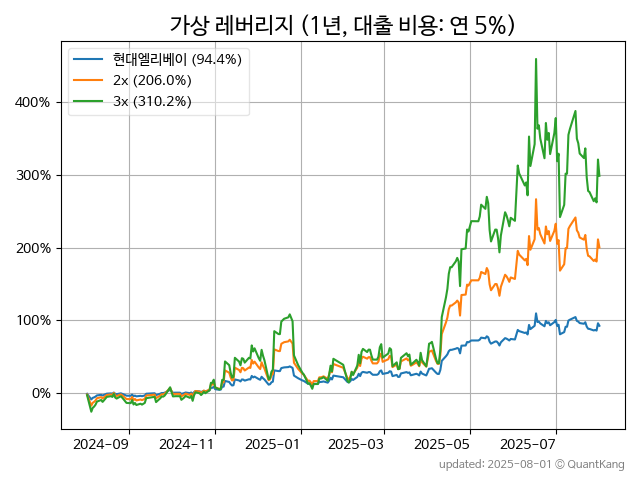 가상 레버리지 (1년, 대출 비용: 연 5%)
현대엘리베이 (94.4%)
2x (206.0%)
3x (310.2%)
400%
300%
200%
100%
0%
2024-09 2024-11 2025-01 2025-03 2025-05 2025-07
updated: 2025-08-01 © QuantKang